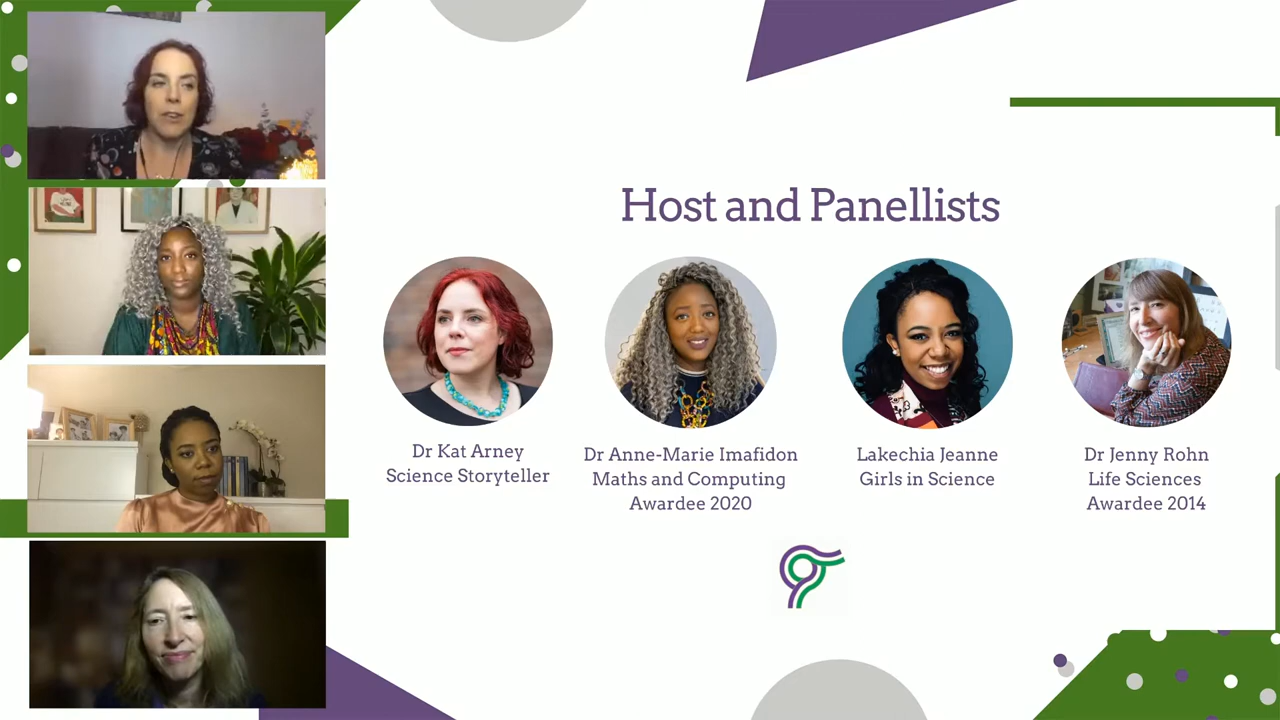 Host and Panellists
Dr Kat Arney
Science Storyteller
Dr Anne-Marie Imafidon
Maths and Computing
Awardee 2020
Lakechia Jeanne
Girls in Science
Dr Jenny Rohn
Life Sciences
Awardee 2014